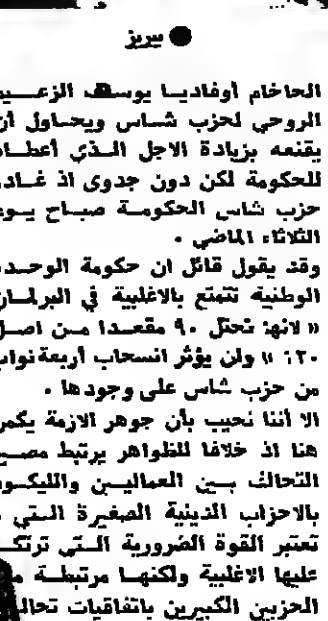 ● بيريز
الحاخام أوفاديا يوسف الزعيم
الروحي لحزب شاس ويحاول أن
يقنعه بزيادة الاجل الذي أعطاه
للحكومة لكن دون جدوى اذ غادر
حزب شاس الحكومة صباح يوم
الثلاثاء الماضي .
وقد يقول قائل ان حكومة الوحدة
الوطنية تتمتع بالاغلبية في البرلمان
« لانها تحتل ٩٠ مقعدا من اصل
١٢٠ » ولن يؤثر انسحاب أربعة نواب
من حزب شاس على وجودها .
الا أننا نجيب بأن جوهر الازمة يكمن
هنا اذ خلافا للظواهر يرتبط مصير
التحالف بين العماليين والليكود
بالاحزاب الدينية الصغيرة التي
تعتبر القوة الضرورية التي ترتكز
عليها الاغلبية ولكنها مرتبطة مع
الحزبين الكبيرين باتفاقيات تحالف